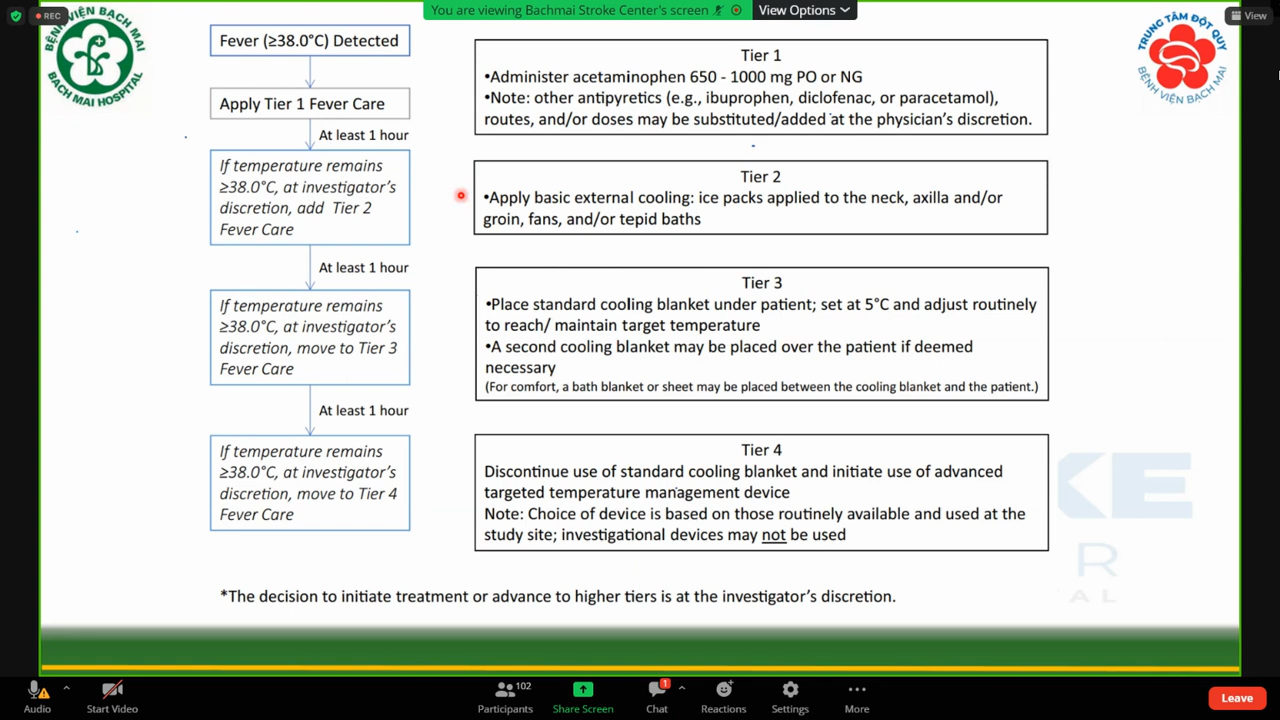 REC
You are viewing Bachmai Stroke Center's screen
View Options
View
BỆNH VIỆN BẠCH MAI
BACH MAI HOSPITAL
TRUNG TÂM ĐỘT QUỴ
BỆNH VIỆN BẠCH MAI
Fever (≥38.0°C) Detected
Apply Tier 1 Fever Care
At least 1 hour
If temperature remains
≥38.0°C, at investigator's
discretion, add Tier 2
Fever Care
At least 1 hour
If temperature remains
≥38.0°C, at investigator's
discretion, move to Tier 3
Fever Care
At least 1 hour
If temperature remains
≥38.0°C, at investigator's
discretion, move to Tier 4
Fever Care
Tier 1
•Administer acetaminophen 650 - 1000 mg PO or NG
•Note: other antipyretics (e.g., ibuprophen, diclofenac, or paracetamol),
routes, and/or doses may be substituted/added at the physician's discretion.
Tier 2
•Apply basic external cooling: ice packs applied to the neck, axilla and/or
groin, fans, and/or tepid baths
Tier 3
•Place standard cooling blanket under patient; set at 5°C and adjust routinely
to reach/ maintain target temperature
•A second cooling blanket may be placed over the patient if deemed
necessary
(For comfort, a bath blanket or sheet may be placed between the cooling blanket and the patient.)
Tier 4
Discontinue use of standard cooling blanket and initiate use of advanced
targeted temperature management device
Note: Choice of device is based on those routinely available and used at the
study site; investigational devices may not be used
KE
R
AL
*The decision to initiate treatment or advance to higher tiers is at the investigator's discretion.
Audio
Start Video
102
Participants
Share Screen
1
Chat
Reactions
Settings
More
Leave